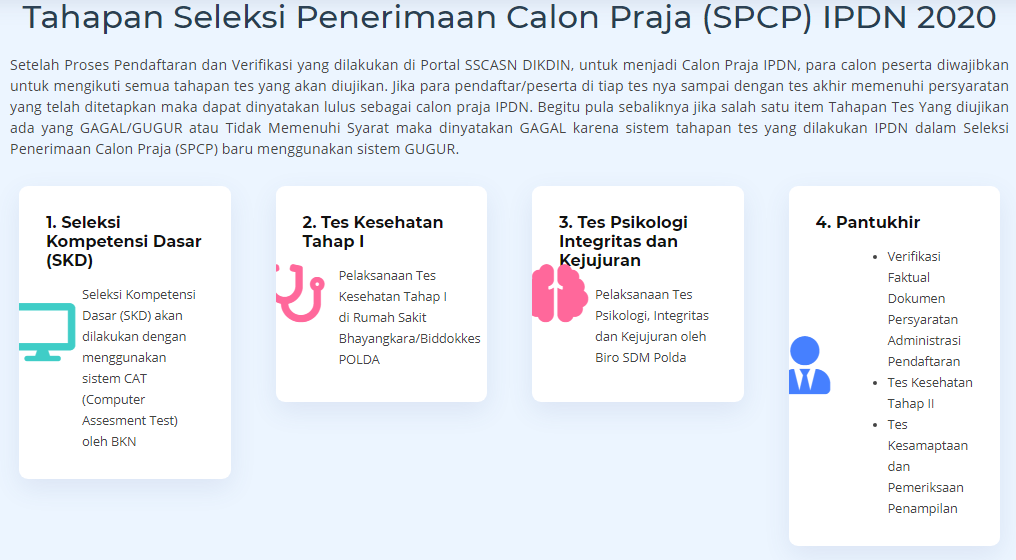 Tahapan Seleksi Penerimaan Calon Praja (SPCP) IPDN 2020
Setelah Proses Pendaftaran dan Verifikasi yang dilakukan di Portal SSCASN DIKDIN, untuk menjadi Calon Praja IPDN, para calon peserta diwajibkan
untuk mengikuti semua tahapan tes yang akan diujikan. Jika para pendaftar/peserta di tiap tes nya sampai dengan tes akhir memenuhi persyaratan
yang telah ditetapkan maka dapat dinyatakan lulus sebagai calon praja IPDN. Begitu pula sebaliknya jika salah satu item Tahapan Tes Yang diujikan
ada yang GAGAL/GUGUR atau Tidak Memenuhi Syarat maka dinyatakan GAGAL karena sistem tahapan tes yang dilakukan IPDN dalam Seleksi
Penerimaan Calon Praja (SPCP) baru menggunakan sistem GUGUR.
1. Seleksi
Kompetensi Dasar
(SKD)
Seleksi Kompetensi
Dasar (SKD) akan
dilakukan dengan
menggunakan
sistem CAT
(Computer
Assesment Test)
oleh BKN
2. Tes Kesehatan
Tahap I
Pelaksanaan Tes
Kesehatan Tahap I
di Rumah Sakit
Bhayangkara/Biddokkes
POLDA
3. Tes Psikologi
Integritas dan
Kejujuran
Pelaksanaan Tes
Psikologi, Integritas
dan Kejujuran oleh
Biro SDM Polda
4. Pantukhir
• Verifikasi
Faktual
Dokumen
Persyaratan
Administrasi
Pendaftaran
• Tes Kesehatan
Tahap II
• Tes
Kesamaptaan
dan
Pemeriksaan
Penampilan